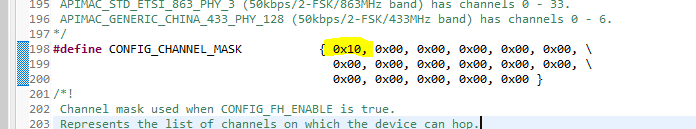 195 APIMAC_STD_ETSI_863_PHY_3 (50kbps/2-FSK/863MHz band) has channels 0 - 33.
196 APIMAC_GENERIC_CHINA_433_PHY_128 (50kbps/2-FSK/433MHz band) has channels 0 - 6.
197 */
198 #define CONFIG_CHANNEL_MASK { 0x10, 0x00, 0x00, 0x00, 0x00, 0x00, \
199 0x00, 0x00, 0x00, 0x00, 0x00, 0x00, \
200 0x00, 0x00, 0x00, 0x00, 0x00 }
201 /*!
202 Channel mask used when CONFIG_FH_ENABLE is true.
203 Represents the list of channels on which the device can hop.